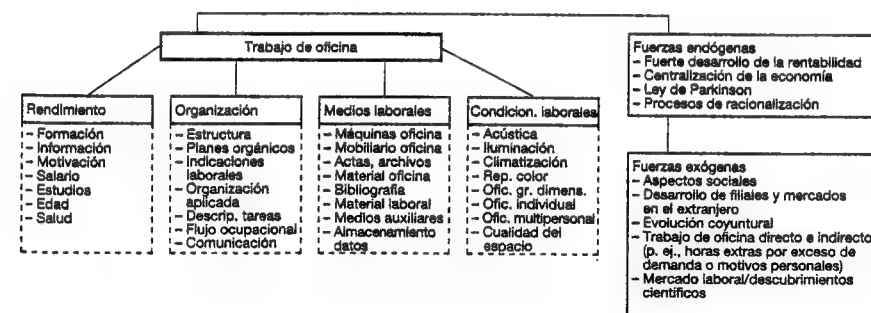 Trabajo de oficina
Rendimiento
– Formación
– Información
– Motivación
– Salario
– Estudios
– Edad
– Salud
Organización
– Estructura
– Planes orgánicos
– Indicaciones
laborales
– Organización
aplicada
– Descrip. tareas
– Flujo ocupacional
– Comunicación
Medios laborales
– Máquinas oficina
– Mobiliario oficina
– Actas, archivos
– Material oficina
– Bibliografía
– Material laboral
– Medios auxiliares
– Almacenamiento
datos
Condicion. laborales
– Acústica
– Iluminación
– Climatización
– Rep. color
– Ofic. gr. dimens.
– Ofic. individual
– Ofic. multipersonal
– Cualidad del
espacio
Fuerzas endógenas
– Fuerte desarrollo de la rentabilidad
– Centralización de la economía
– Ley de Parkinson
– Procesos de racionalización
Fuerzas exógenas
– Aspectos sociales
– Desarrollo de filiales y mercados
en el extranjero
– Evolución coyuntural
– Trabajo de oficina directo e indirecto
(p. ej., horas extras por exceso de
demanda o motivos personales)
– Mercado laboral/descubrimientos
científicos